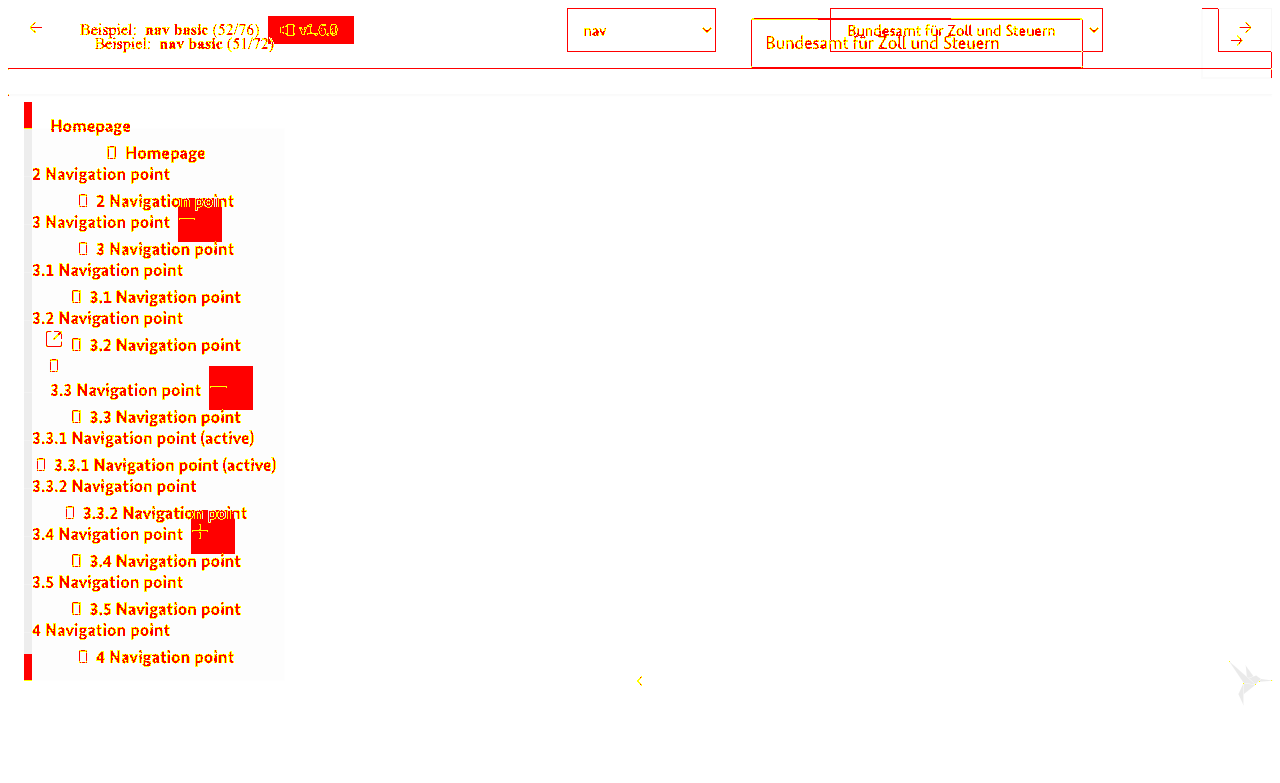 Beispiel: nav basic (52/76) v1.6.0
nav
Bundesamt für Zoll und Steuern
Beispiel: nav basic (51/72)
Bundesamt für Zoll und Steuern
Homepage
Homepage
2 Navigation point
2 Navigation point
3 Navigation point
3 Navigation point
3.1 Navigation point
3.1 Navigation point
3.2 Navigation point
3.2 Navigation point
3.3 Navigation point
3.3 Navigation point
3.3.1 Navigation point (active)
3.3.1 Navigation point (active)
3.3.2 Navigation point
3.3.2 Navigation point
3.4 Navigation point
3.4 Navigation point
3.5 Navigation point
3.5 Navigation point
4 Navigation point
4 Navigation point